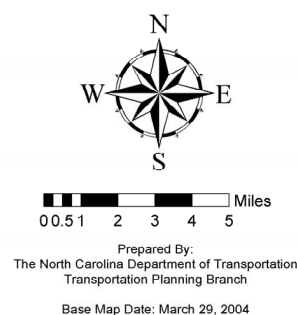 N
W E
S
Miles
0 0.5 1 2 3 4 5
Prepared By:
The North Carolina Department of Transportation
Transportation Planning Branch
Base Map Date: March 29, 2004